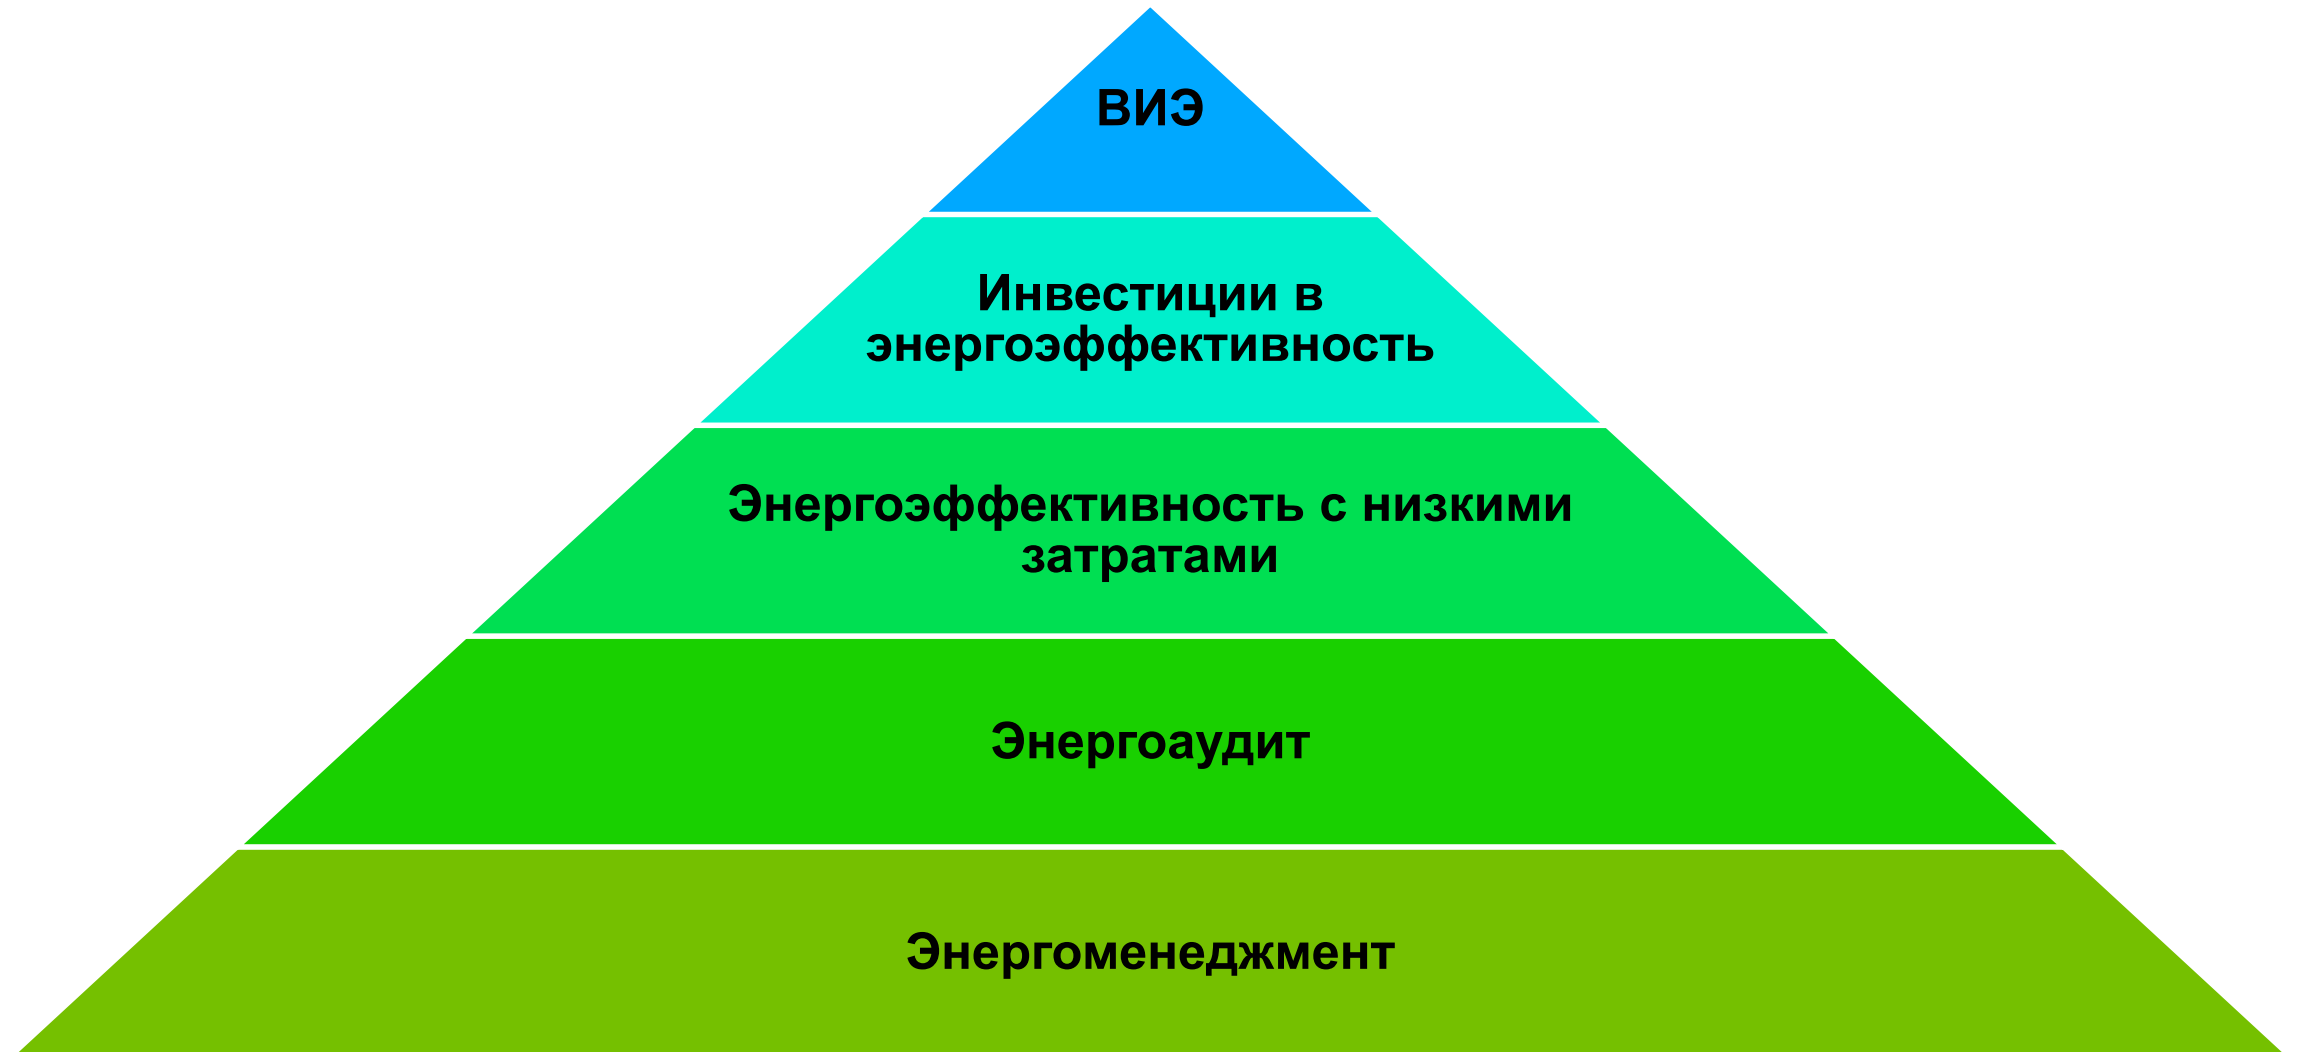 ВИЭ
Инвестиции в
энергоэффективность
Энергоэффективность с низкими
затратами
Энергоаудит
Энергоменеджмент